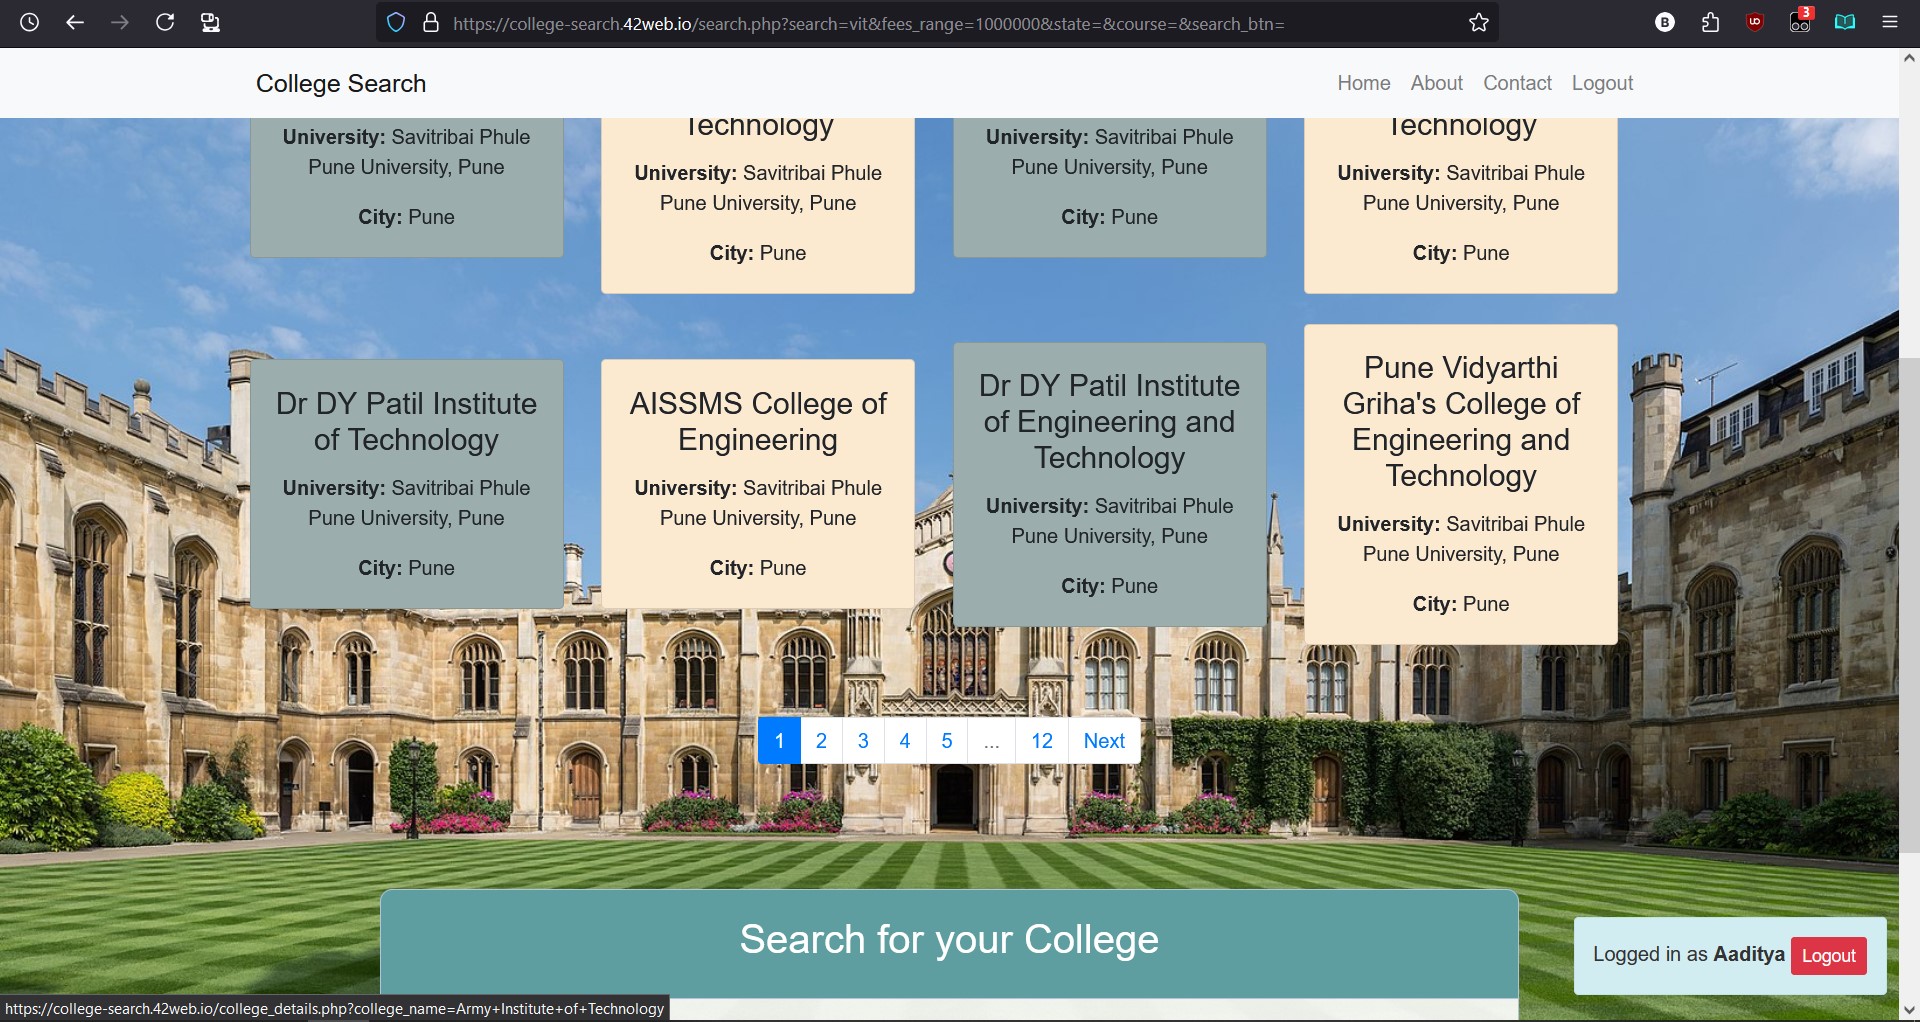 https://college-search.42web.io/search.php?search=vit&fees_range=1000000&state=&course=&search_btn=
3
College Search
Home About Contact Logout
University: Savitribai Phule
Pune University, Pune
City: Pune
Technology
University: Savitribai Phule
Pune University, Pune
City: Pune
University: Savitribai Phule
Pune University, Pune
City: Pune
Technology
University: Savitribai Phule
Pune University, Pune
City: Pune
Dr DY Patil Institute
of Technology
University: Savitribai Phule
Pune University, Pune
City: Pune
AISSMS College of
Engineering
University: Savitribai Phule
Pune University, Pune
City: Pune
Dr DY Patil Institute
of Engineering and
Technology
University: Savitribai Phule
Pune University, Pune
City: Pune
Pune Vidyarthi
Griha's College of
Engineering and
Technology
University: Savitribai Phule
Pune University, Pune
City: Pune
1 2 3 4 5 ... 12 Next
Search for your College
Logged in as Aaditya Logout
https://college-search.42web.io/college_details.php?college_name=Army+Institute+of+Technology